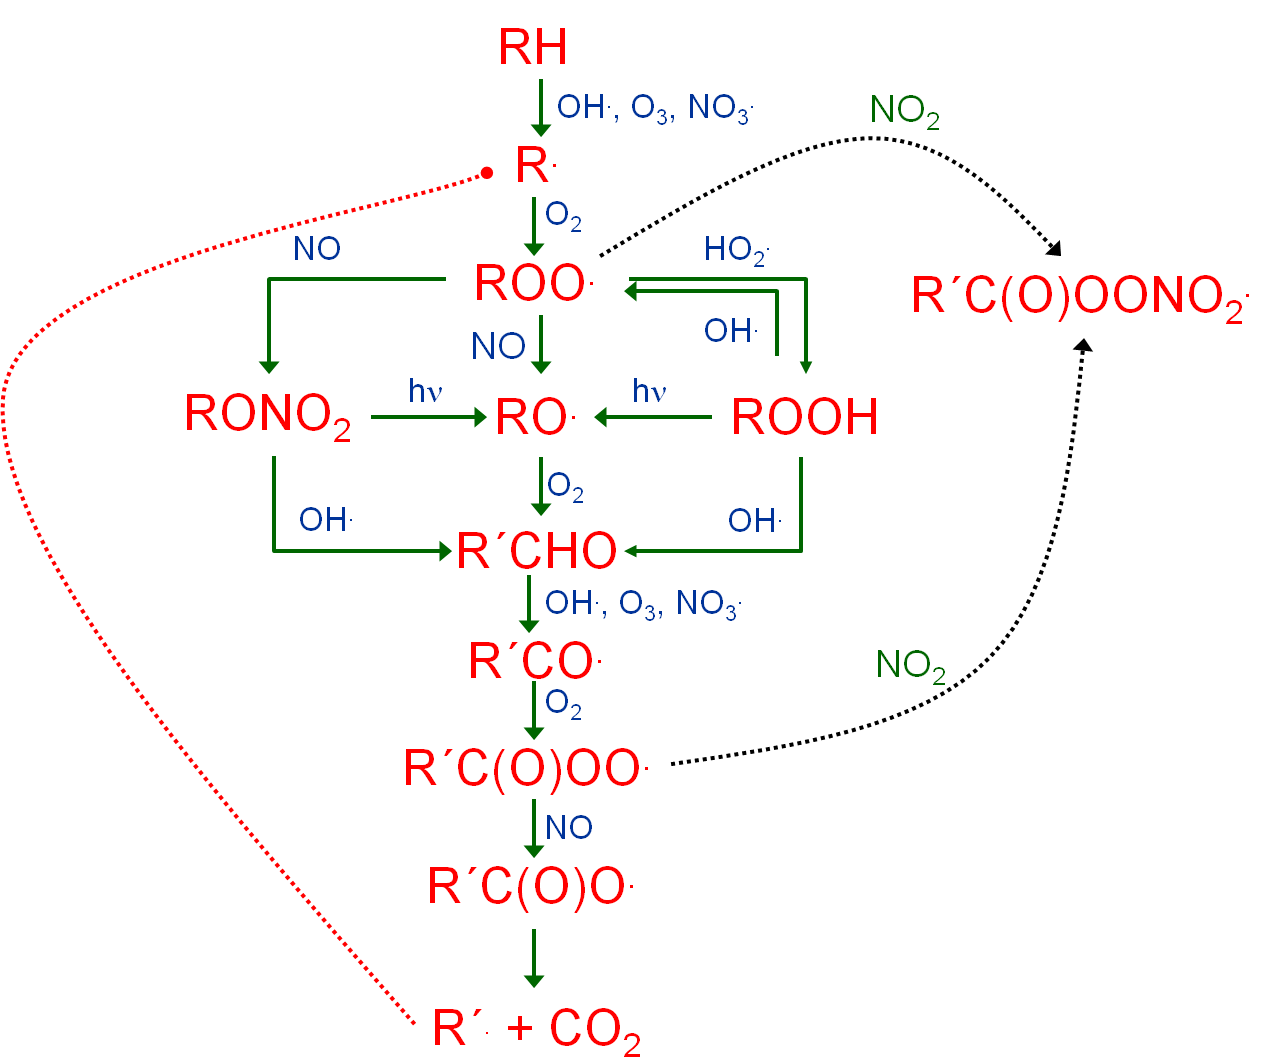 RH
OH·, O₃, NO₃·
NO₂
R·
O₂
NO
HO₂·
ROO·
R´C(O)OONO₂·
OH·
NO
hν
hν
RONO₂
RO·
ROOH
O₂
OH·
OH·
R´CHO
OH·, O₃, NO₃·
R´CO·
NO₂
O₂
R´C(O)OO·
NO
R´C(O)O·
R´· + CO₂